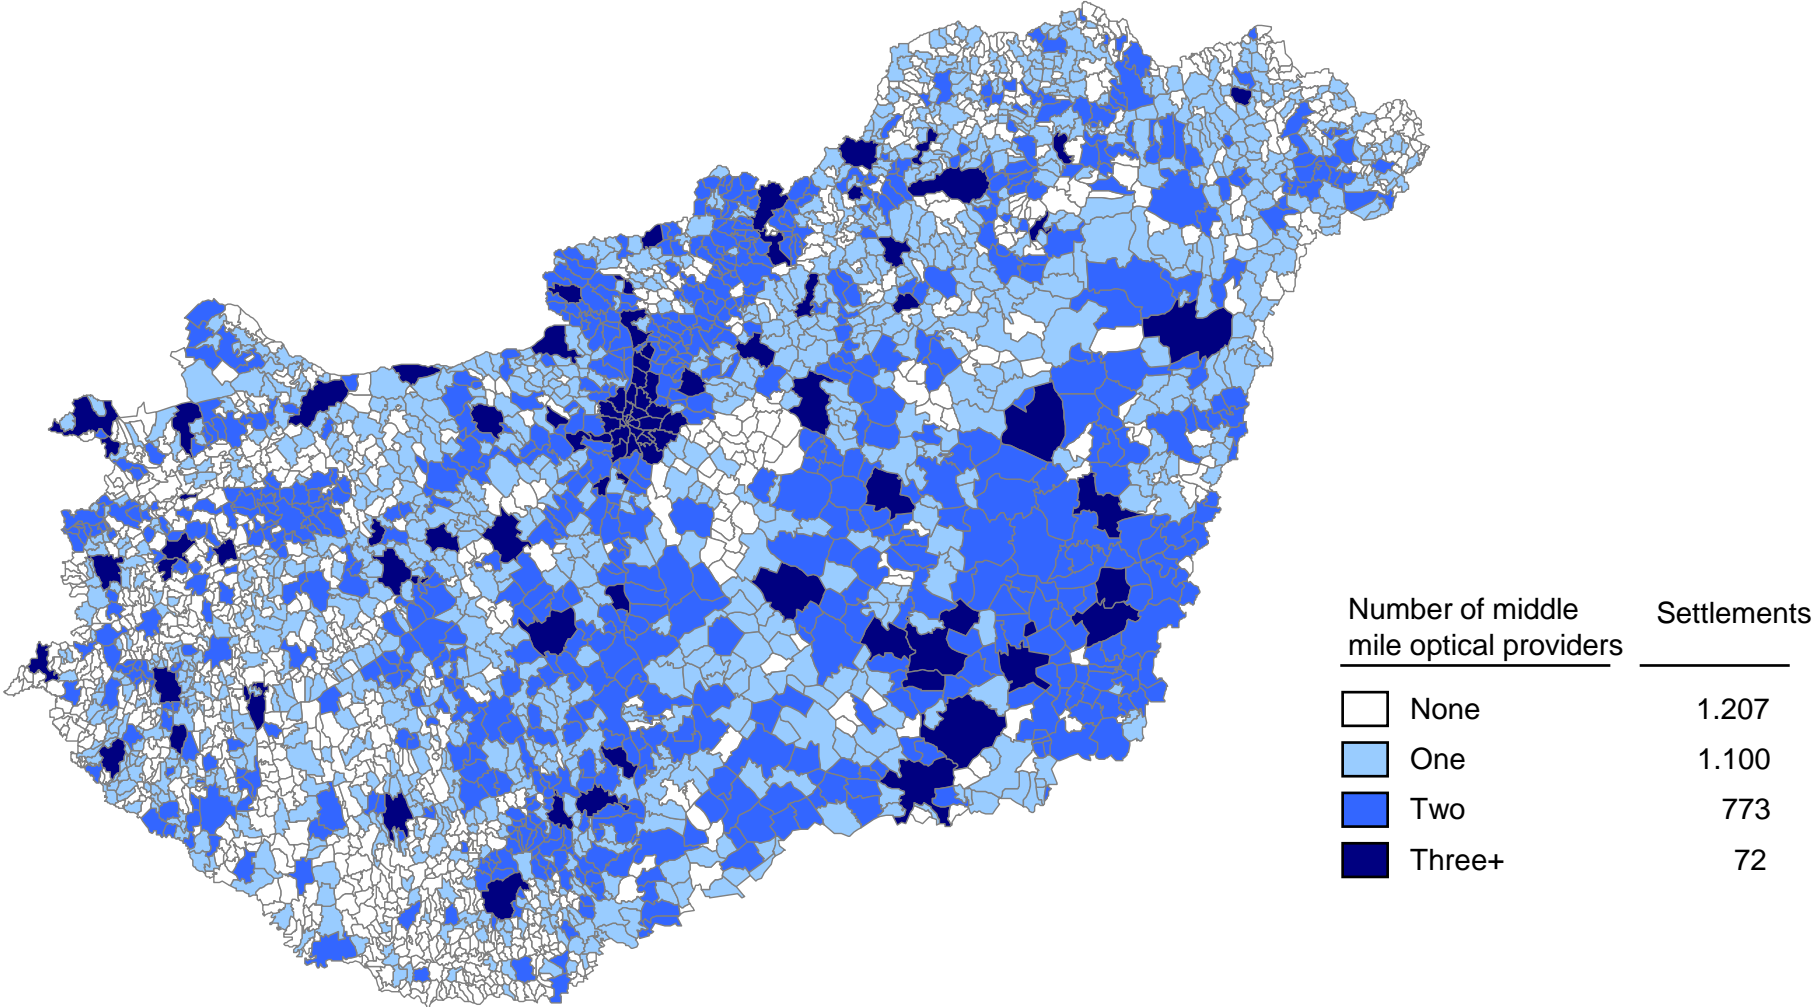 Number of middle
mile optical providers
Settlements
None 1.207
One 1.100
Two 773
Three+ 72